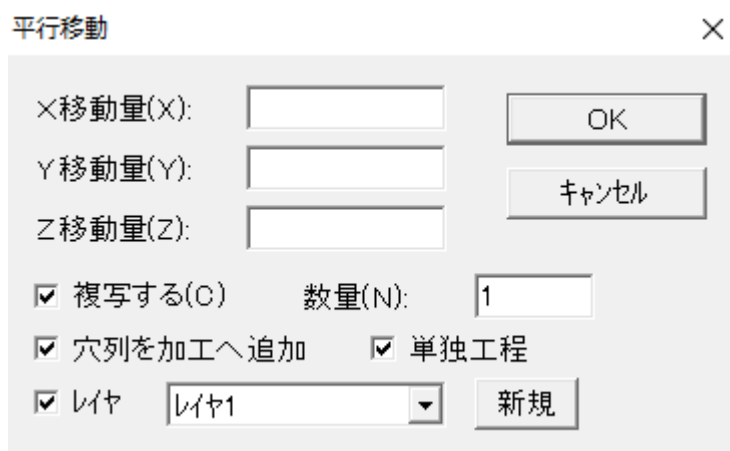 平行移動
X移動量(X):
OK
Y移動量(Y):
ｷｬﾝｾﾙ
Z移動量(Z):
複写する(C) 数量(N): 1
穴列を加工へ追加 単独工程
ﾚｲﾔ ﾚｲﾔ1 新規